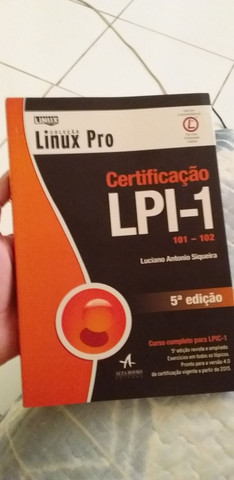 LINUX
COLEÇÃO
Linux Pro
Certificação
LPI-1
101 - 102
Luciano Antonio Siqueira
5ª edição
Curso completo para LPIC-1
5ª edição revista e ampliada
Exercícios em todos os tópicos
Pronto para a versão 4.0
da certificação vigente a partir de 2015
ALTA BOOKS